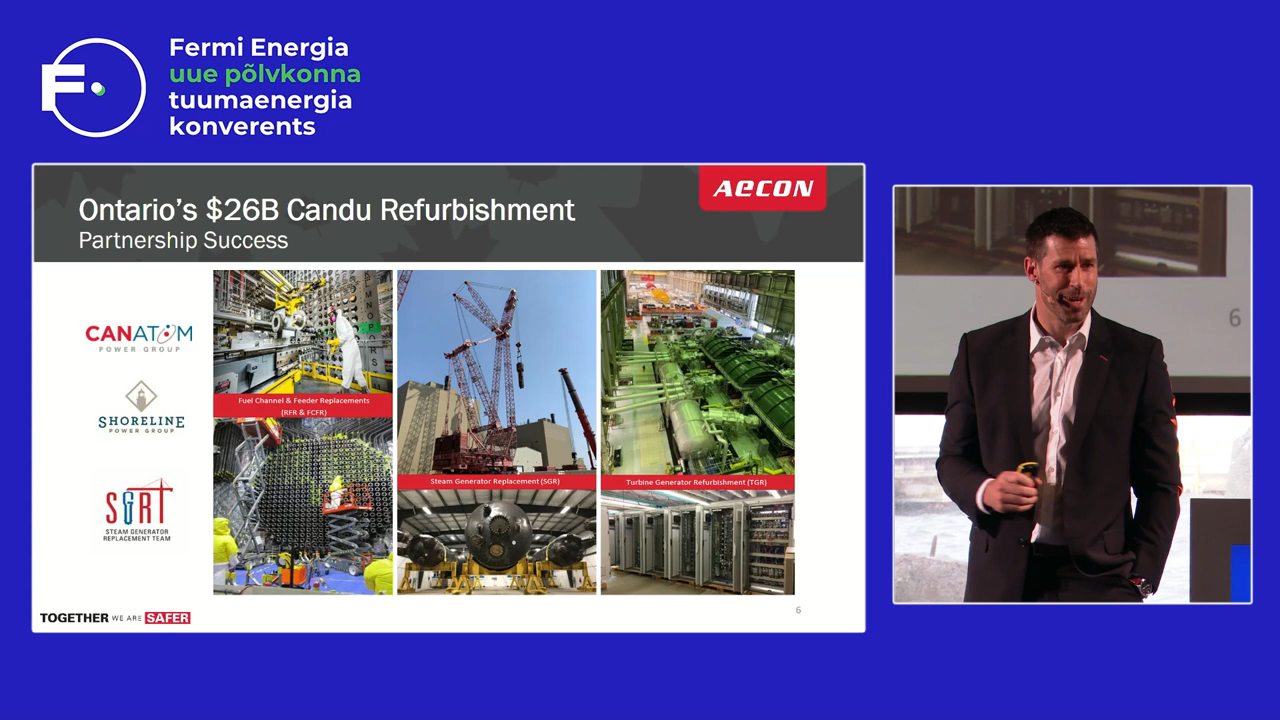 Fermi Energia
uue põlvkonna
tuumaenergia
konverents
AECON
Ontario's $26B Candu Refurbishment
Partnership Success
CANATOM
POWER GROUP
SHORELINE
POWER GROUP
SGRT
STEAM GENERATOR
REPLACEMENT TEAM
Fuel Channel & Feeder Replacements
(RFR & FCFR)
Steam Generator Replacement (SGR)
Turbine Generator Refurbishment (TGR)
TOGETHER WE ARE SAFER
6
6